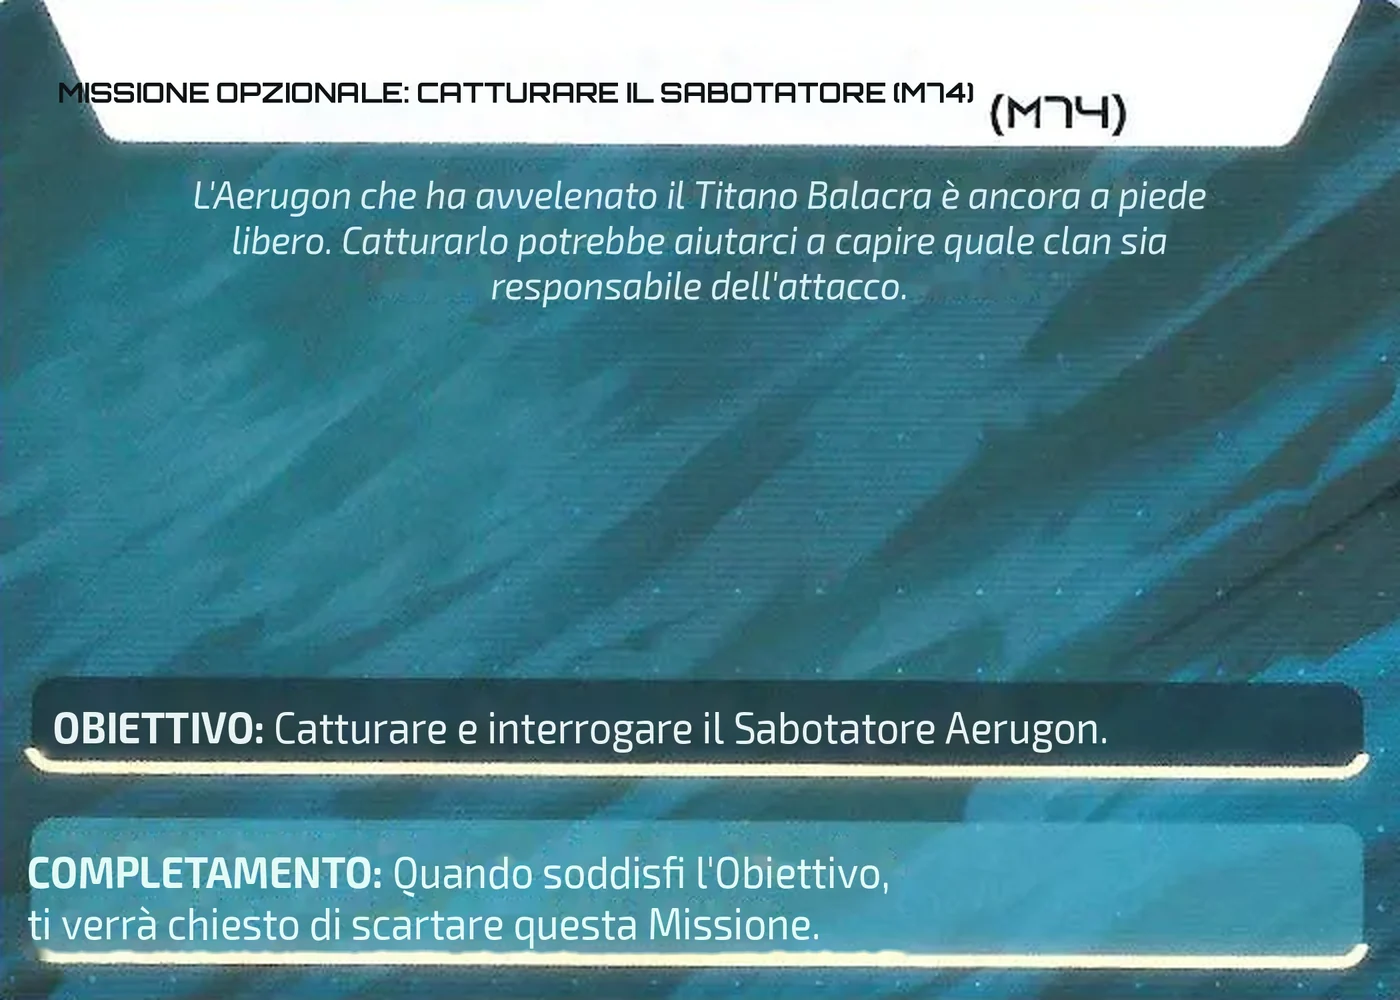 MISSIONE OPZIONALE: CATTURARE IL SABOTATORE (M74)
(M74)
L'Aerugon che ha avvelenato il Titano Balacra è ancora a piede
libero. Catturarlo potrebbe aiutarci a capire quale clan sia
responsabile dell'attacco.
OBIETTIVO: Catturare e interrogare il Sabotatore Aerugon.
COMPLETAMENTO: Quando soddisfi l'Obiettivo,
ti verrà chiesto di scartare questa Missione.